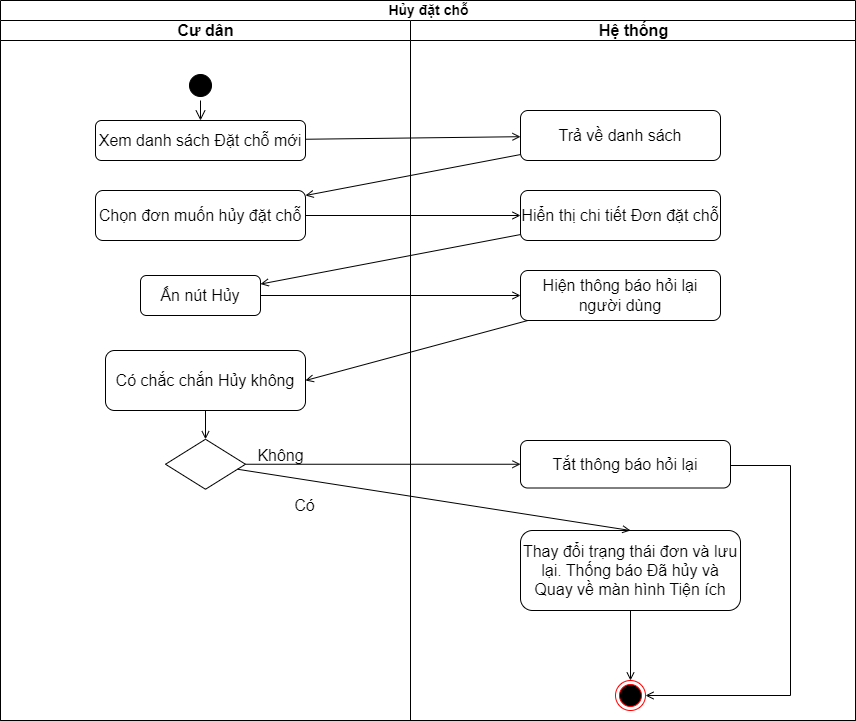 Hủy đặt chỗ
Cư dân
Hệ thống
Xem danh sách Đặt chỗ mới
Trả về danh sách
Chọn đơn muốn hủy đặt chỗ
Hiển thị chi tiết Đơn đặt chỗ
Ấn nút Hủy
Hiện thông báo hỏi lại
người dùng
Có chắc chắn Hủy không
Không
Tắt thông báo hỏi lại
Có
Thay đổi trạng thái đơn và lưu
lại. Thống báo Đã hủy và
Quay về màn hình Tiện ích